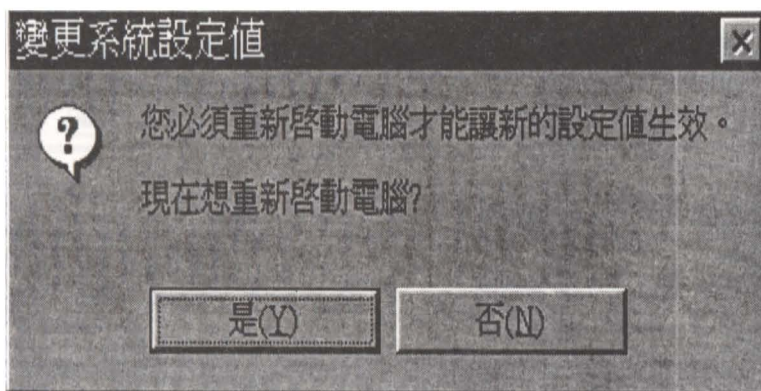 變更系統設定值
?
您必須重新啓動電腦才能讓新的設定值生效。
現在想重新啓動電腦?
是(Y)
否(N)